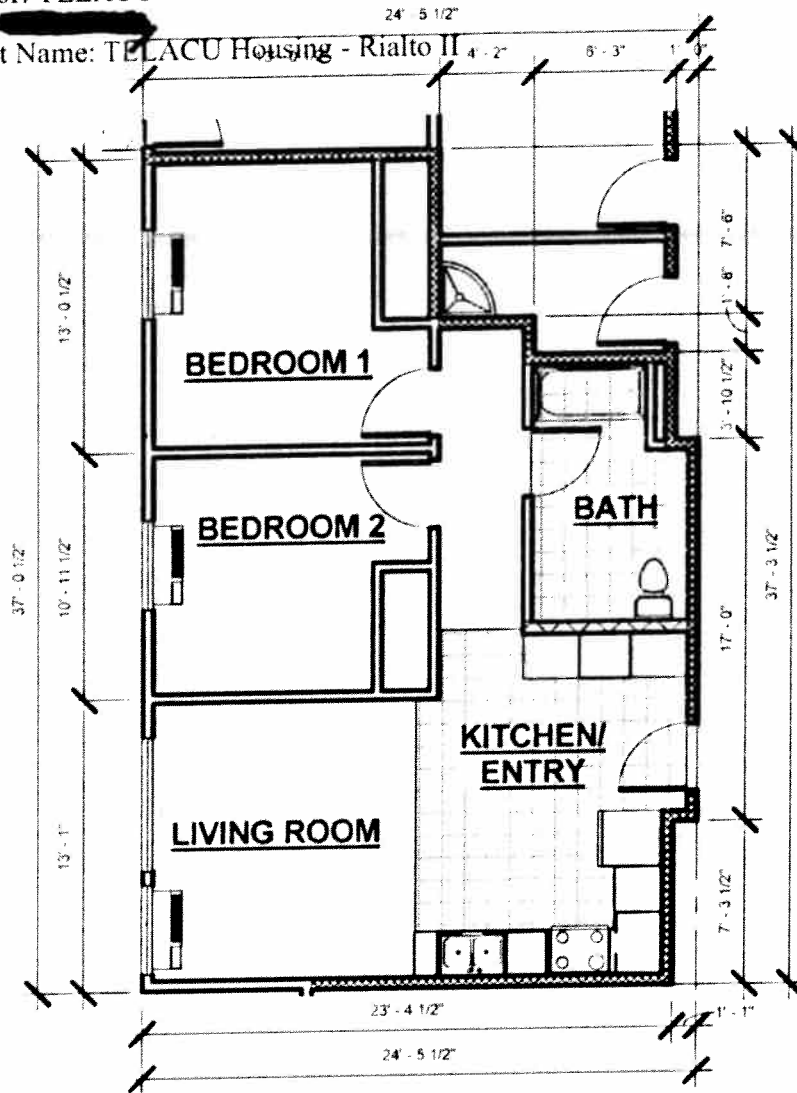 24' - 5 1/2"
t Name: TELACU Housing - Rialto II
4' - 2"
6' - 3"
1' - 0"
7' - 6"
1' - 8"
13' - 0 1/2"
BEDROOM 1
3' - 10 1/2"
BEDROOM 2
BATH
37' - 0 1/2"
10' - 11 1/2"
37' - 3 1/2"
17' - 0"
KITCHEN/
ENTRY
LIVING ROOM
13' - 1"
7' - 3 1/2"
23' - 4 1/2"
1' - 1"
24' - 5 1/2"